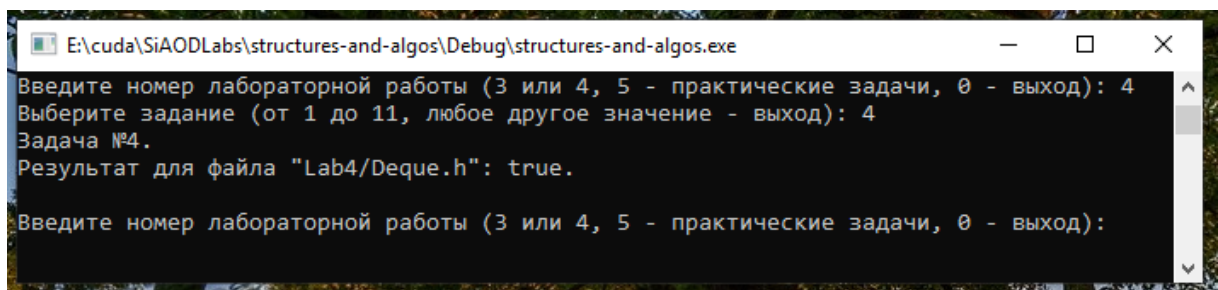 E:\cuda\SiAODLabs\structures-and-algos\Debug\structures-and-algos.exe
Введите номер лабораторной работы (3 или 4, 5 - практические задачи, 0 - выход): 4
Выберите задание (от 1 до 11, любое другое значение - выход): 4
Задача №4.
Результат для файла "Lab4/Deque.h": true.
Введите номер лабораторной работы (3 или 4, 5 - практические задачи, 0 - выход):